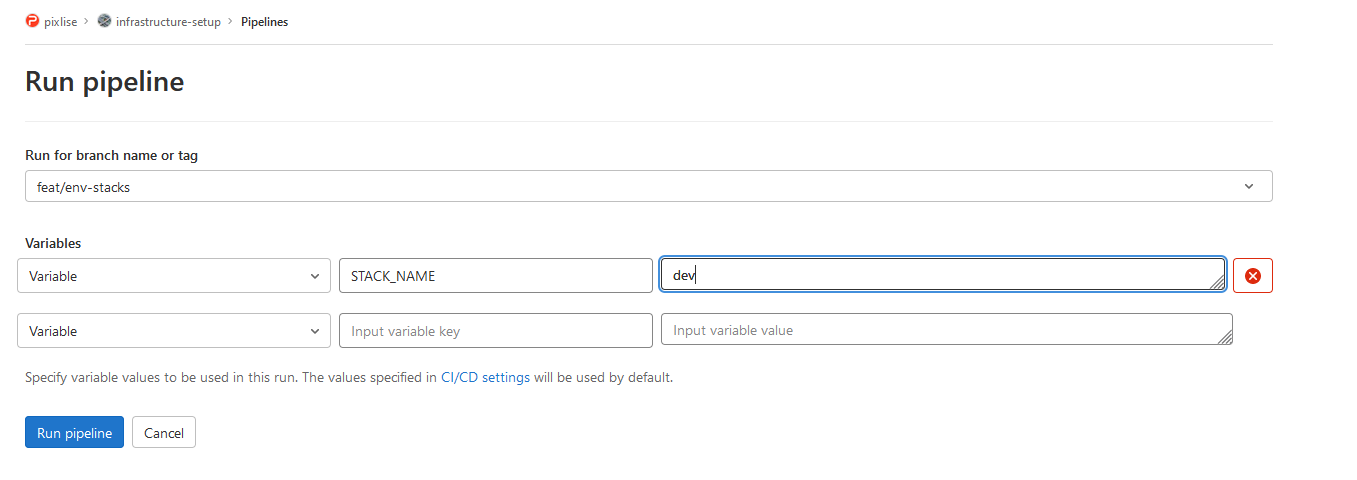 pixlise > infrastructure-setup > Pipelines
Run pipeline
Run for branch name or tag
feat/env-stacks
Variables
Variable STACK_NAME dev
Variable Input variable key Input variable value
Specify variable values to be used in this run. The values specified in CI/CD settings will be used by default.
Run pipeline Cancel